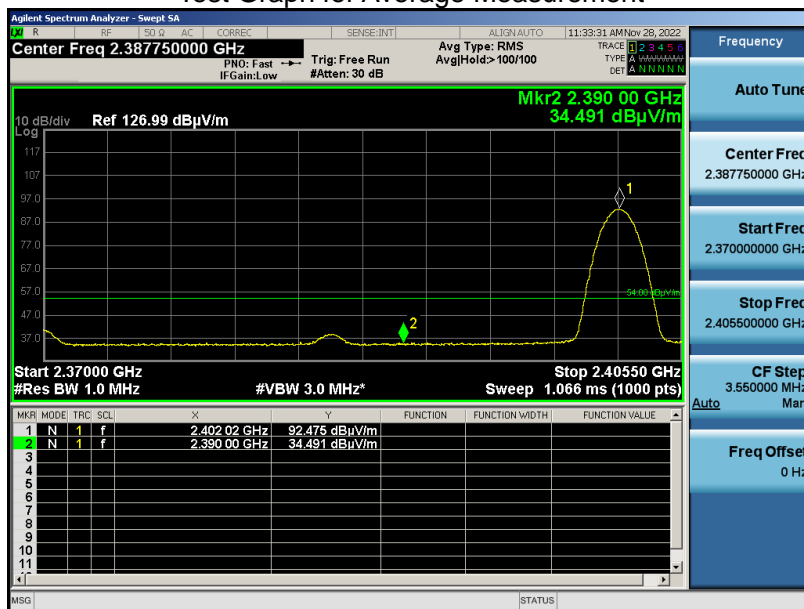 Test Graph for Average Measurement
Agilent Spectrum Analyzer - Swept SA
LXI R RF 50 Ω AC CORREC SENSE:INT ALIGN AUTO 11:33:31 AM Nov 28, 2022
Center Freq 2.387750000 GHz Avg Type: RMS TRACE 1 2 3 4 5 6
PNO: Fast Trig: Free Run Avg|Hold:>100/100 TYPE A WWWWW
IFGain:Low #Atten: 30 dB DET A N N N N N
Mkr2 2.390 00 GHz
10 dB/div Ref 126.99 dBµV/m 34.491 dBµV/m
Log
117
107
97.0
87.0
77.0
67.0
57.0
47.0
37.0
1
54.00 dBµV/m
2
Start 2.37000 GHz Stop 2.40550 GHz
#Res BW 1.0 MHz #VBW 3.0 MHz* Sweep 1.066 ms (1000 pts)
MKR MODE TRC SCL X Y FUNCTION FUNCTION WIDTH FUNCTION VALUE
1 N 1 f 2.402 02 GHz 92.475 dBµV/m
2 N 1 f 2.390 00 GHz 34.491 dBµV/m
3
4
5
6
7
8
9
10
11
MSG STATUS
Frequency
Auto Tune
Center Freq
2.387750000 GHz
Start Freq
2.370000000 GHz
Stop Freq
2.405500000 GHz
CF Step
3.550000 MHz
Auto Man
Freq Offset
0 Hz